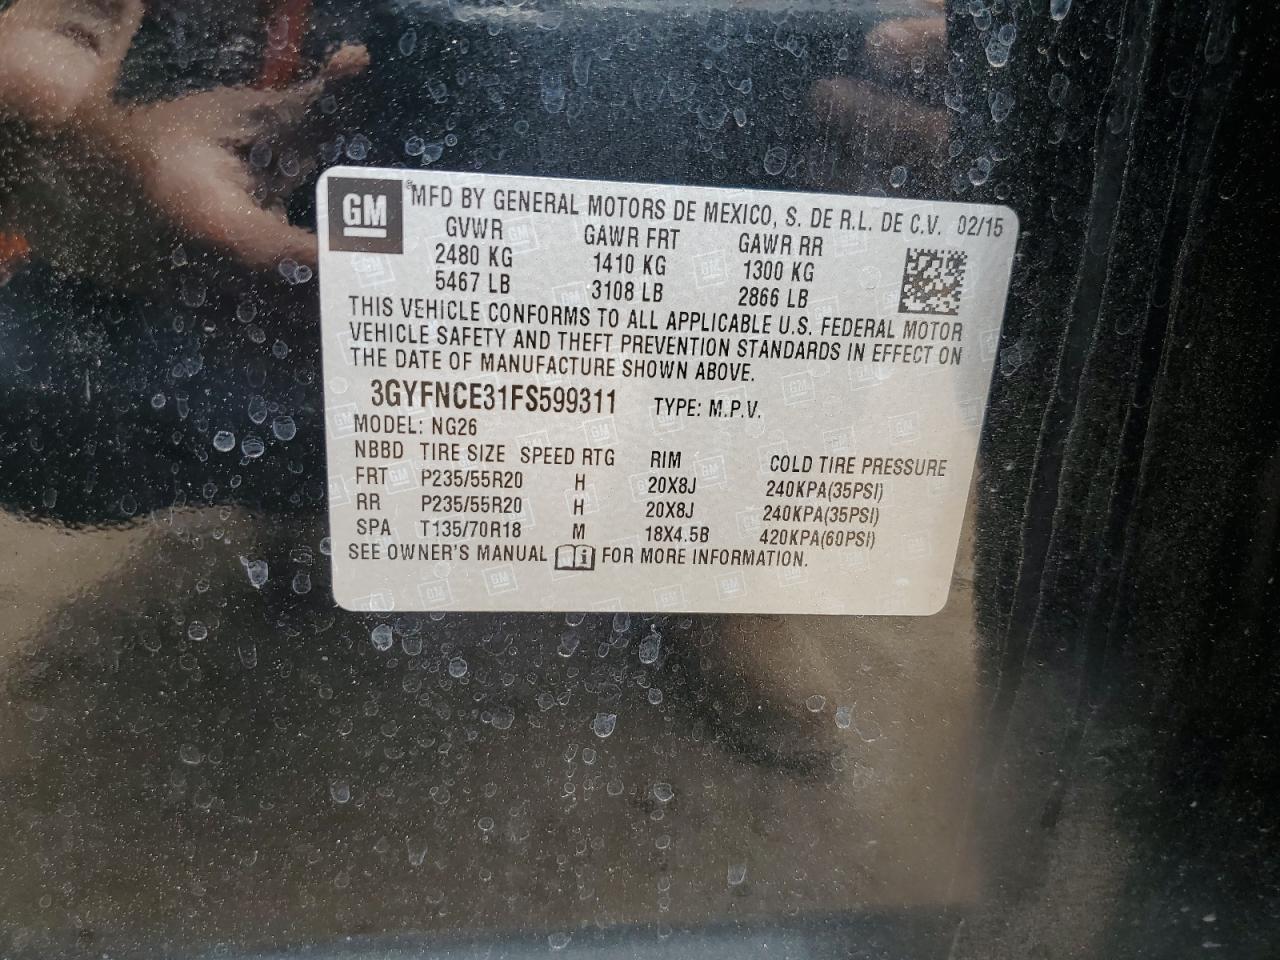 GM ® MFD BY GENERAL MOTORS DE MEXICO, S. DE R.L. DE C.V. 02/15
GVWR GAWR FRT GAWR RR
2480 KG 1410 KG 1300 KG
5467 LB 3108 LB 2866 LB
THIS VEHICLE CONFORMS TO ALL APPLICABLE U.S. FEDERAL MOTOR
VEHICLE SAFETY AND THEFT PREVENTION STANDARDS IN EFFECT ON
THE DATE OF MANUFACTURE SHOWN ABOVE.
3GYFNCE31FS599311 TYPE: M.P.V.
MODEL: NG26
NBBD TIRE SIZE SPEED RTG RIM COLD TIRE PRESSURE
FRT P235/55R20 H 20X8J 240KPA(35PSI)
RR P235/55R20 H 20X8J 240KPA(35PSI)
SPA T135/70R18 M 18X4.5B 420KPA(60PSI)
SEE OWNER'S MANUAL i FOR MORE INFORMATION.